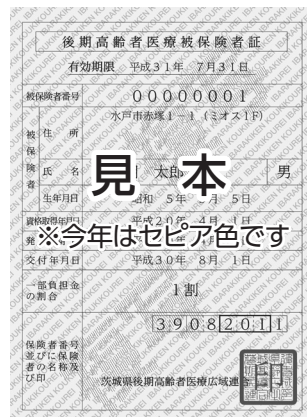 後期高齢者医療被保険者証
有効期限 平成31年 7月31日
被保険者番号 00000001
被保険者
住所 水戸市赤塚1-1(ミオス1F)
氏名 太郎 男
生年月日 昭和 5年 月 5日
見本
資格取得年月日 平成20年 4月 1日
※今年はセピア色です
発
交付年月日 平成30年 8月 1日
一部負担金の割合 1割
保険者番号並びに保険者の名称及び印
39082011
茨城県後期高齢者医療広域連
印